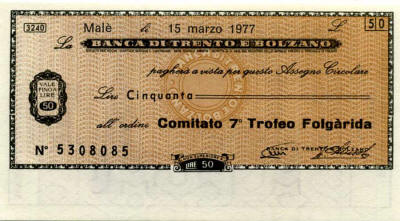 3240 Malè li 15 marzo 1977 50
La BANCA DI TRENTO E BOLZANO
pagherà a vista per questo Assegno Circolare
VALE FINO A LIRE 50
Lire Cinquanta
all'ordine Comitato 7° Trofeo Folgàrida
N° 5308085
LIRE 50
BANCA DI TRENTO E BOLZANO